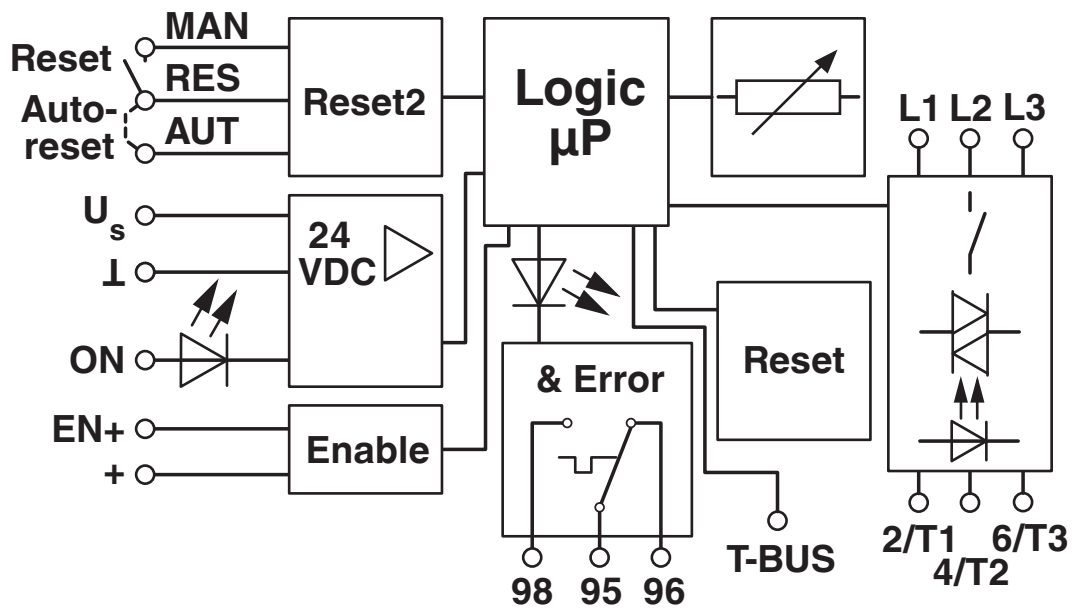 MAN
Reset
RES
Auto-
reset
AUT
Reset2
Logic
µP
L1 L2 L3
Us
⊥
24
VDC
ON
EN+
+
Enable
& Error
Reset
T-BUS
98 95 96
2/T1 6/T3
4/T2